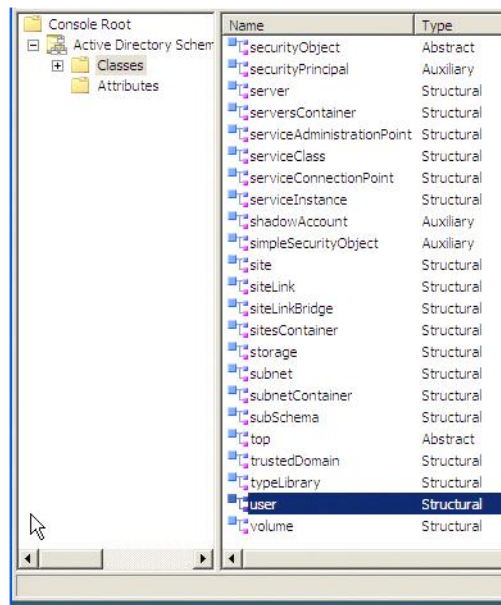 Console Root
Active Directory Schem
Classes
Attributes
Name Type
securityObject Abstract
securityPrincipal Auxiliary
server Structural
serversContainer Structural
serviceAdministrationPoint Structural
serviceClass Structural
serviceConnectionPoint Structural
serviceInstance Structural
shadowAccount Auxiliary
simpleSecurityObject Auxiliary
site Structural
siteLink Structural
siteLinkBridge Structural
sitesContainer Structural
storage Structural
subnet Structural
subnetContainer Structural
subSchema Structural
top Abstract
trustedDomain Structural
typeLibrary Structural
user Structural
volume Structural